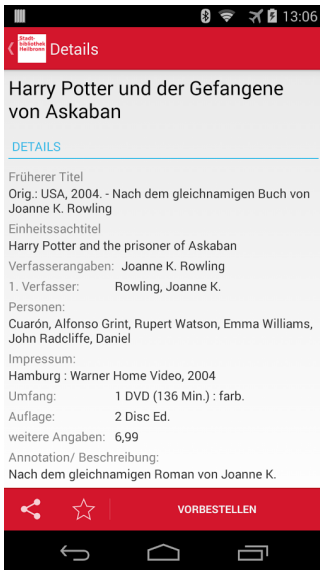 13:06
Stadt-
bibliothek
Heilbronn
Details
Harry Potter und der Gefangene
von Askaban
DETAILS
Früherer Titel
Orig.: USA, 2004. - Nach dem gleichnamigen Buch von
Joanne K. Rowling
Einheitssachtitel
Harry Potter and the prisoner of Askaban
Verfasserangaben: Joanne K. Rowling
1. Verfasser: Rowling, Joanne K.
Personen:
Cuarón, Alfonso Grint, Rupert Watson, Emma Williams,
John Radcliffe, Daniel
Impressum:
Hamburg : Warner Home Video, 2004
Umfang: 1 DVD (136 Min.) : farb.
Auflage: 2 Disc Ed.
weitere Angaben: 6,99
Annotation/ Beschreibung:
Nach dem gleichnamigen Roman von Joanne K.
VORBESTELLEN